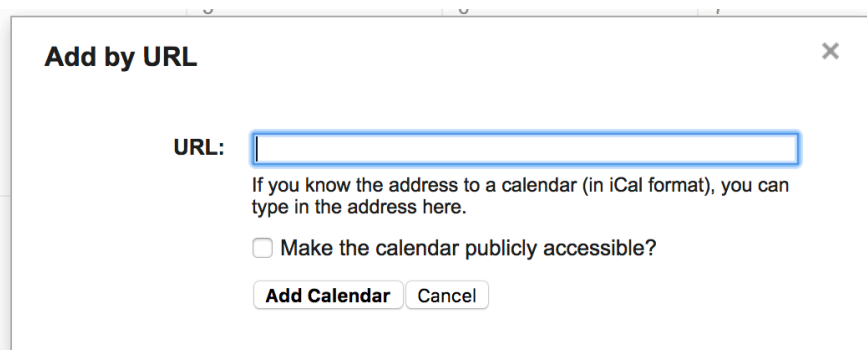 Add by URL
URL:
If you know the address to a calendar (in iCal format), you can
type in the address here.
Make the calendar publicly accessible?
Add Calendar Cancel